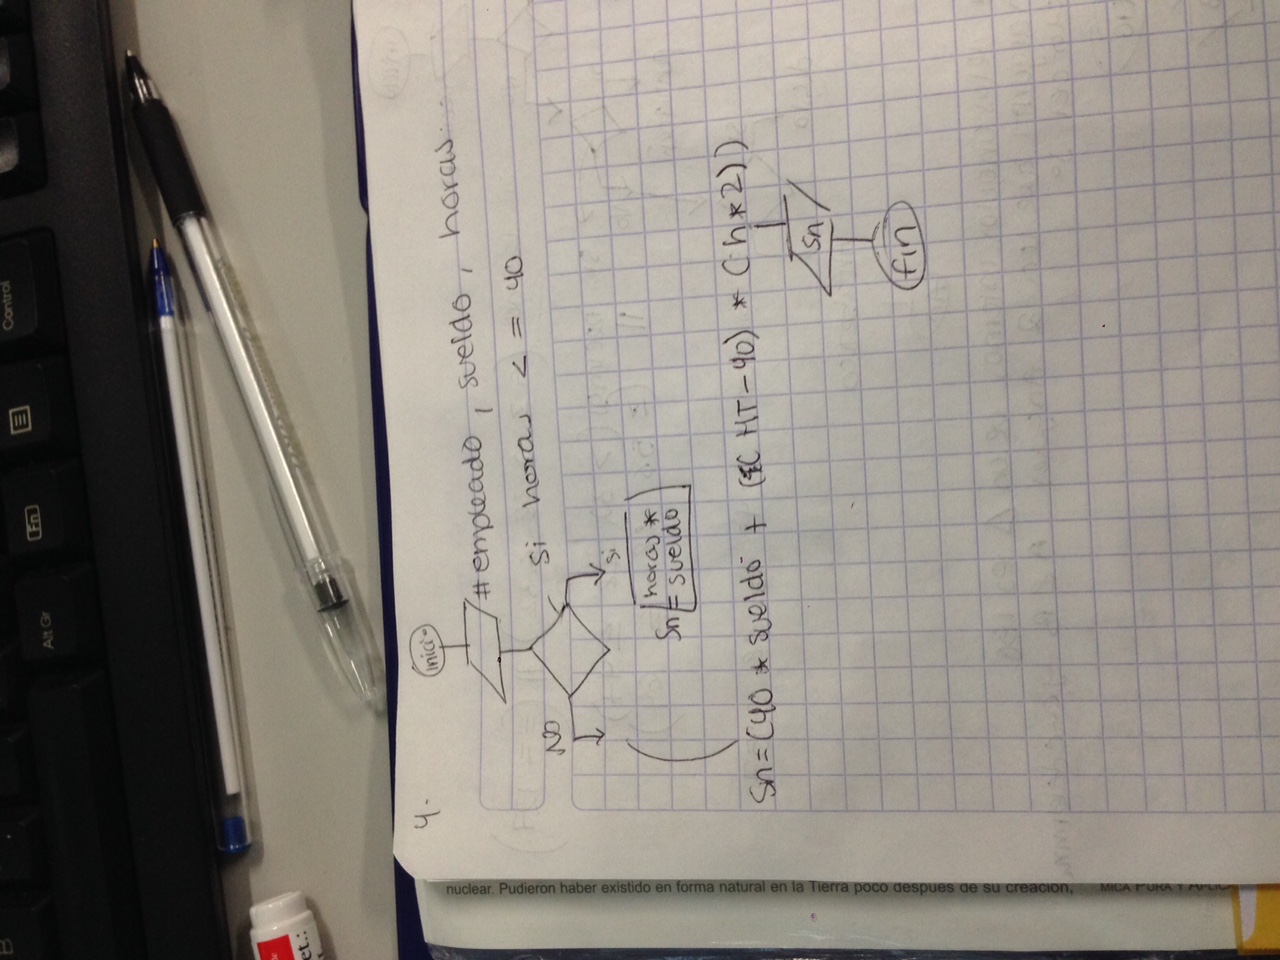 B
Alt Gr
Fn
Control
et.:
4.
inicio
#empleado, sueldo, horas
si horas < = 40
NO
si
horas *
Sn = sueldo
Sn = (40 * sueldo + ((HT - 40) * (h * 2))
Sn
fin
nuclear. Pudieron haber existido en forma natural en la Tierra poco después de su creación.